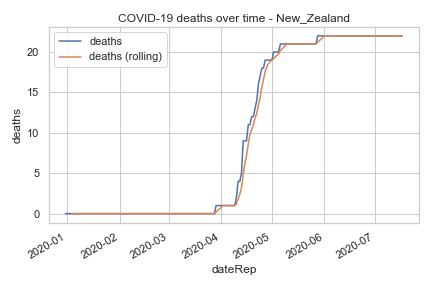 COVID-19 deaths over time - New_Zealand
deaths
deaths (rolling)
deaths
20
15
10
5
0
2020-01
2020-02
2020-03
2020-04
2020-05
2020-06
2020-07
dateRep